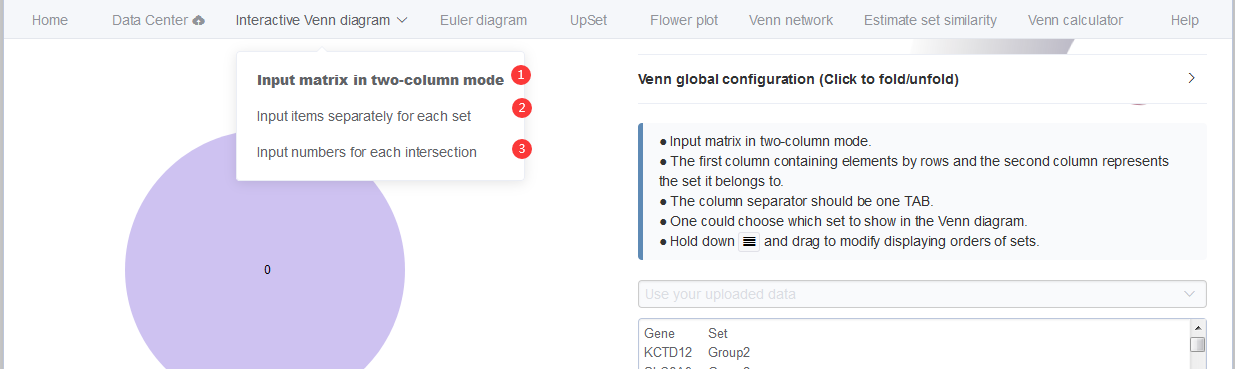 Home Data Center Interactive Venn diagram Euler diagram UpSet Flower plot Venn network Estimate set similarity Venn calculator Help
Input matrix in two-column mode 1
Input items separately for each set 2
Input numbers for each intersection 3
0
Venn global configuration (Click to fold/unfold)
● Input matrix in two-column mode.
● The first column containing elements by rows and the second column represents
the set it belongs to.
● The column separator should be one TAB.
● One could choose which set to show in the Venn diagram.
● Hold down and drag to modify displaying orders of sets.
Use your uploaded data
Gene Set
KCTD12 Group2